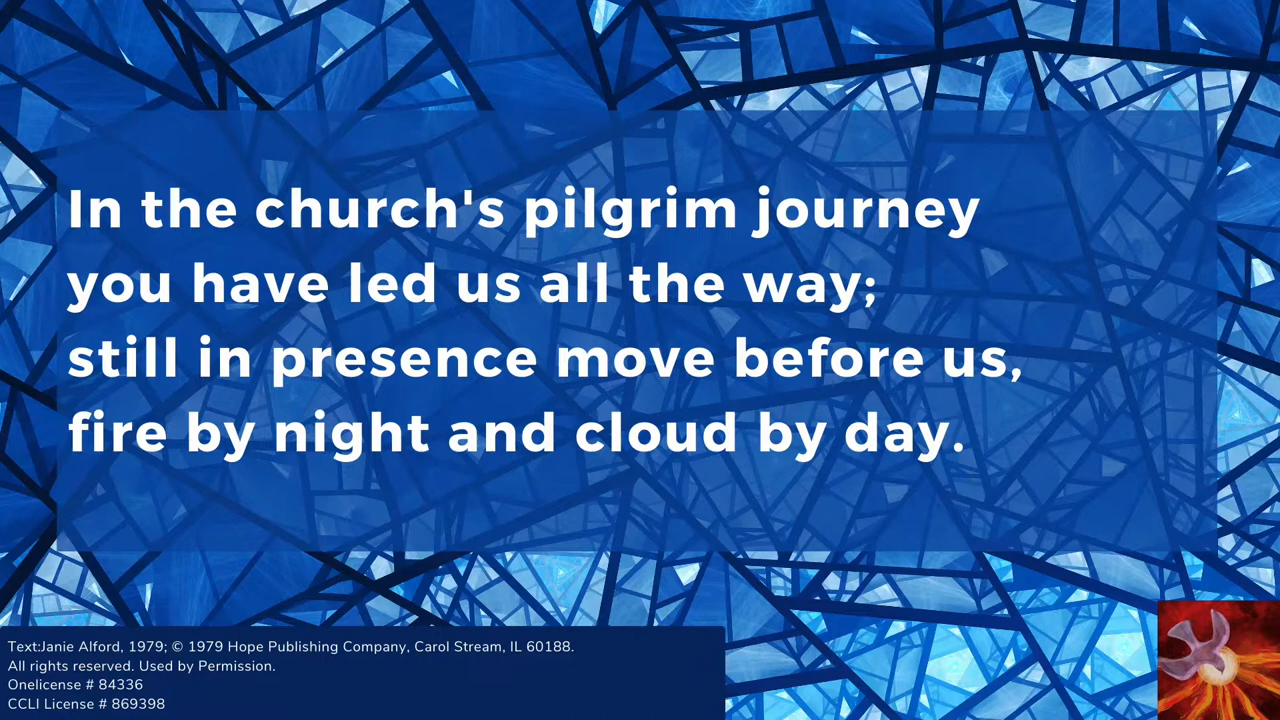 In the church's pilgrim journey
you have led us all the way;
still in presence move before us,
fire by night and cloud by day.
Text:Janie Alford, 1979; © 1979 Hope Publishing Company, Carol Stream, IL 60188.
All rights reserved. Used by Permission.
Onelicense # 84336
CCLI License # 869398